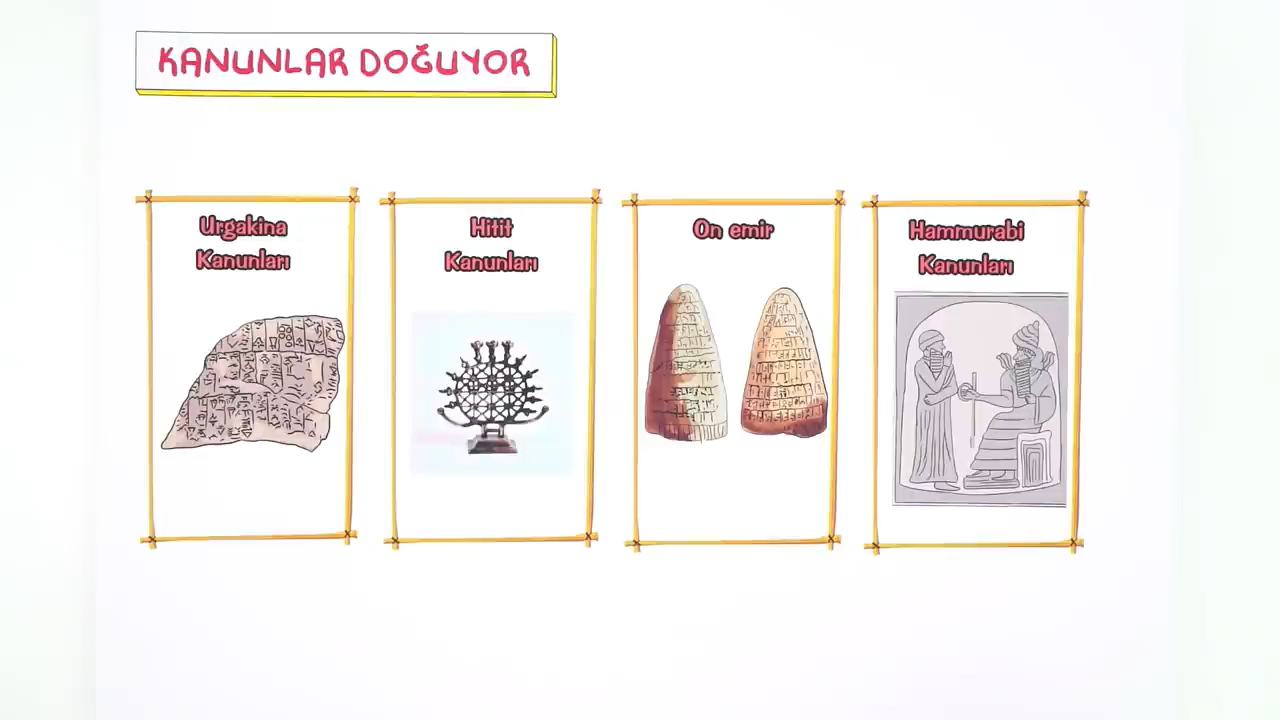 KANUNLAR DOĞUYOR
Urgakina
Kanunları
Hitit
Kanunları
On emir
Hammurabi
Kanunları